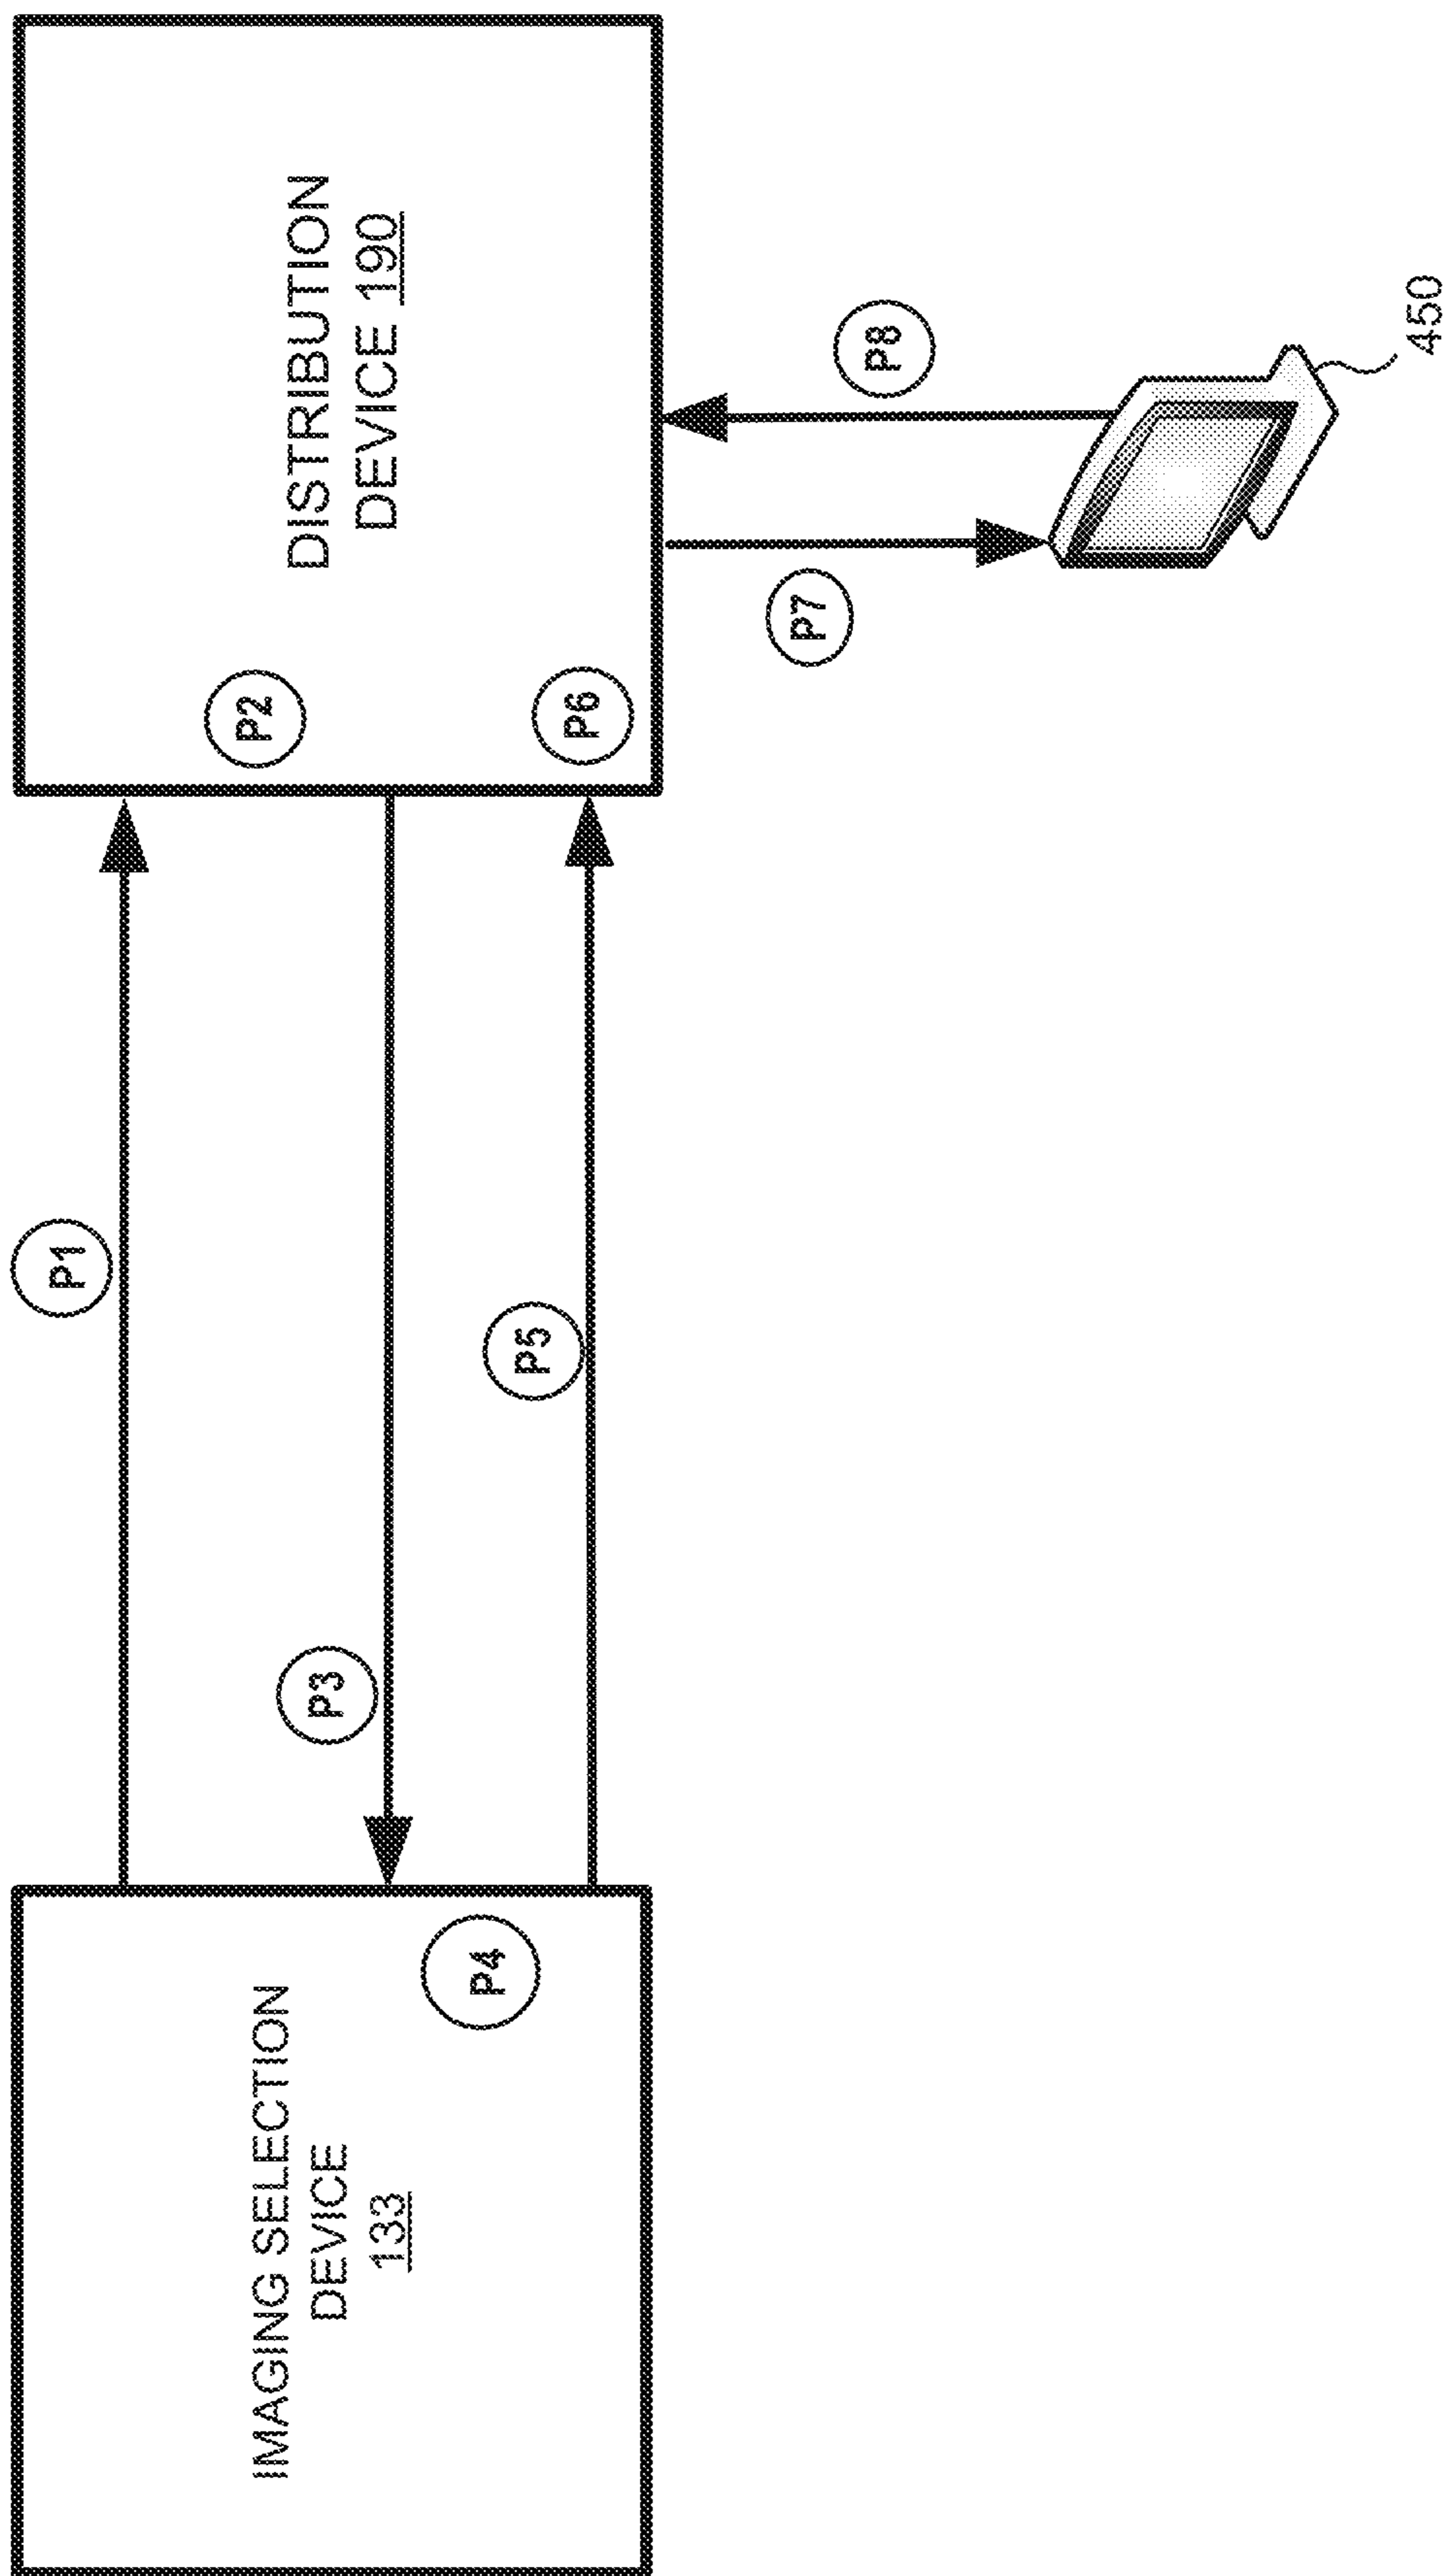 P1
P3
P5
IMAGING SELECTION
DEVICE
133
P4
DISTRIBUTION
DEVICE 190
P2
P6
P7
P8
450